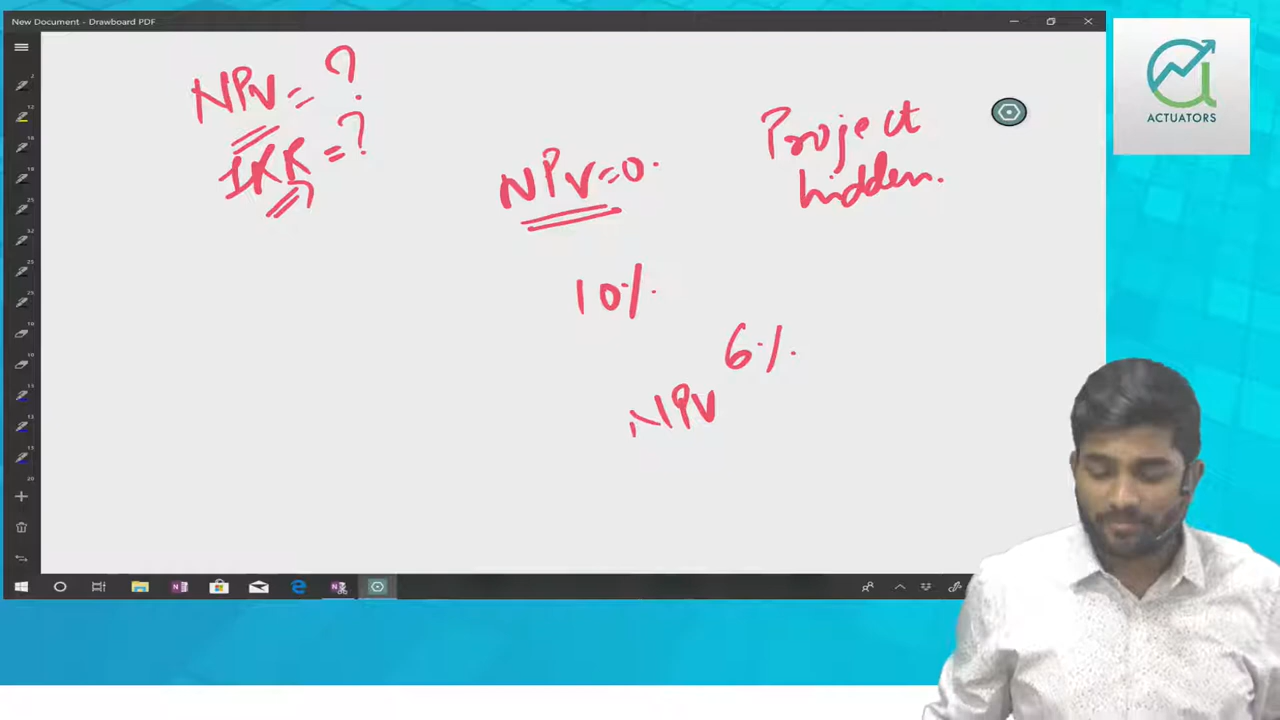 New Document - Drawboard PDF
NPV = ?
IRR = ?
NPV = 0.
Project
hidden.
10%
6%
NPV
ACTUATORS